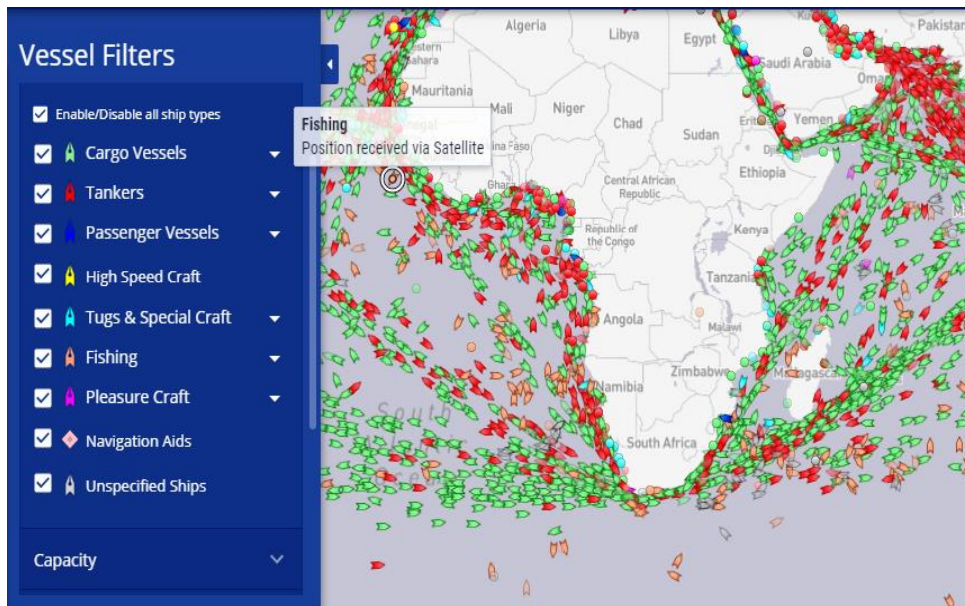 Vessel Filters
Enable/Disable all ship types
Cargo Vessels
Tankers
Passenger Vessels
High Speed Craft
Tugs & Special Craft
Fishing
Pleasure Craft
Navigation Aids
Unspecified Ships
Capacity
Fishing
Position received via Satellite
Algeria
Libya
Egypt
Pakistan
Saudi Arabia
Oman
Mauritania
Mali
Niger
Chad
Sudan
Yemen
Ethiopia
Central African
Republic
Republic of
the Congo
Kenya
Tanzania
Angola
Malawi
Zimbabwe
Namibia
South Africa
South